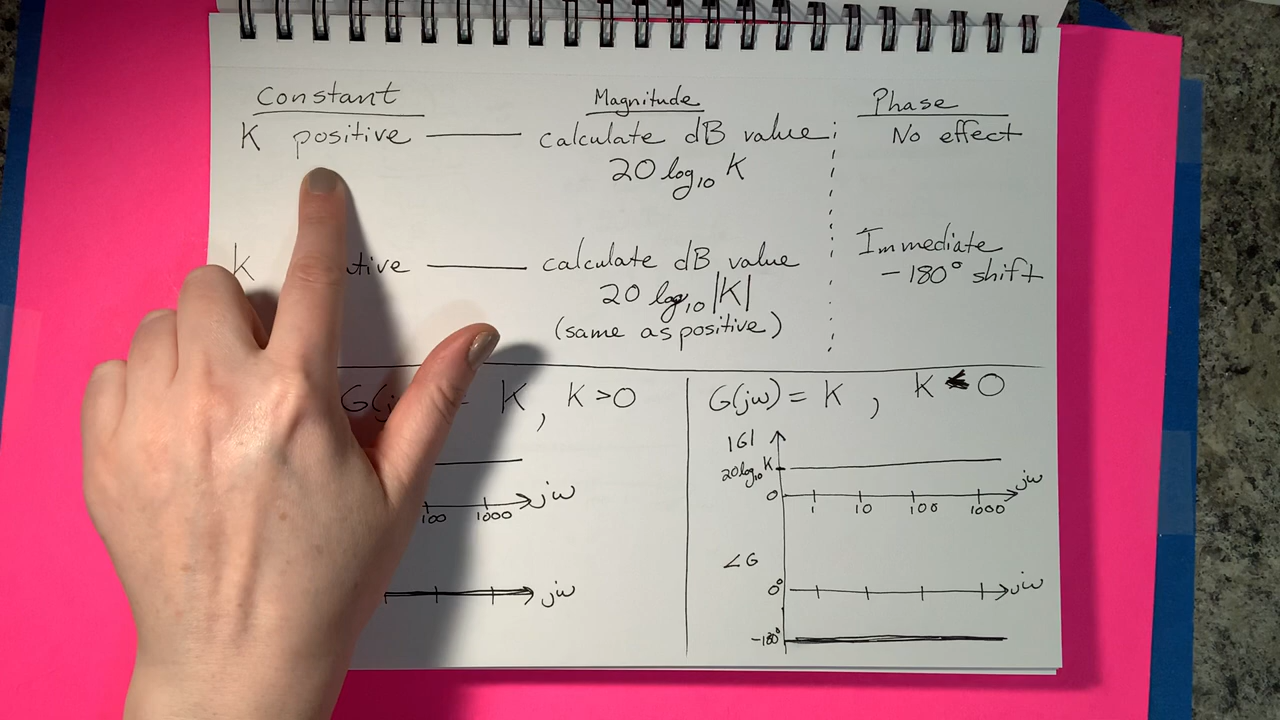 Constant Magnitude Phase
K positive calculate dB value No effect
20 log10 K
K tive calculate dB value Immediate
-180° shift
20 log10 |K|
(same as positive)
G(j = K, K > 0
jω
100 1000
jω
G(jω) = K, K < 0
|G|
20log10 K
0 1 10 100 1000 jω
∠G
0° jω
-180°